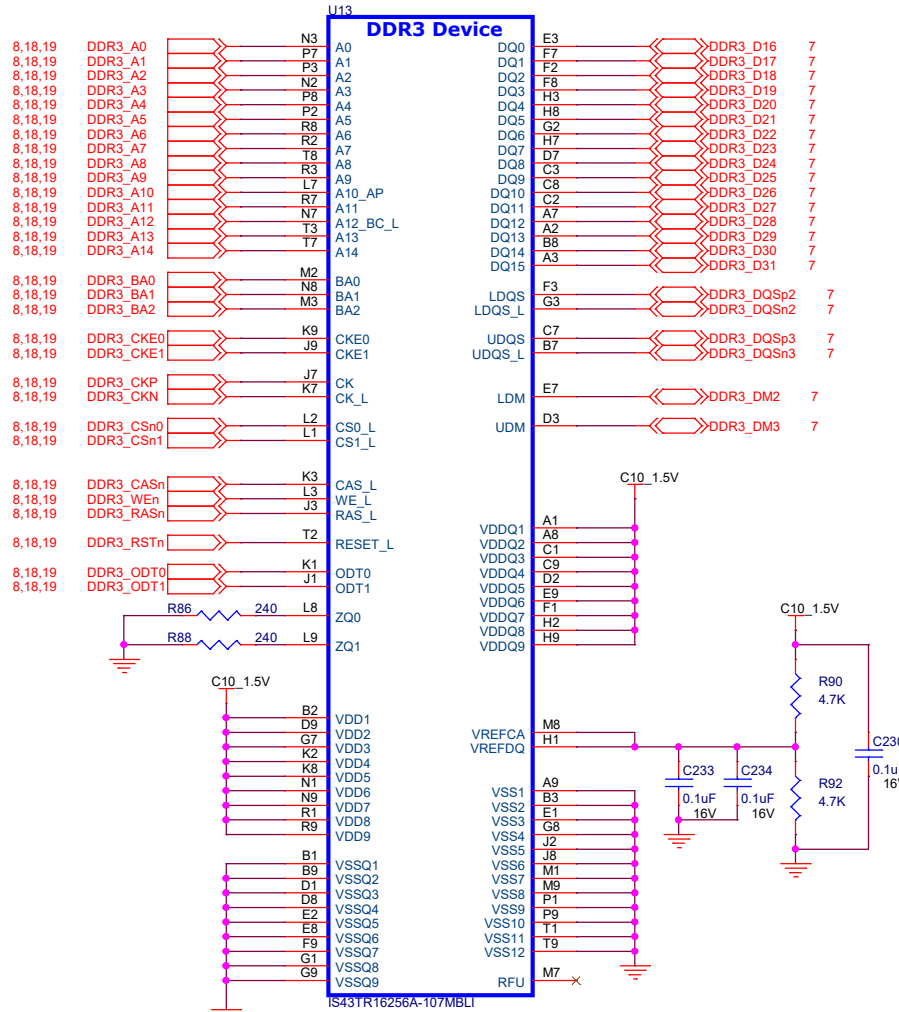 U13
DDR3 Device
8,18,19 DDR3_A0 N3 A0 DQ0 E3 DDR3_D16 7
8,18,19 DDR3_A1 P7 A1 DQ1 F7 DDR3_D17 7
8,18,19 DDR3_A2 P3 A2 DQ2 F2 DDR3_D18 7
8,18,19 DDR3_A3 N2 A3 DQ3 F8 DDR3_D19 7
8,18,19 DDR3_A4 P8 A4 DQ4 H3 DDR3_D20 7
8,18,19 DDR3_A5 P2 A5 DQ5 H8 DDR3_D21 7
8,18,19 DDR3_A6 R8 A6 DQ6 G2 DDR3_D22 7
8,18,19 DDR3_A7 R2 A7 DQ7 H7 DDR3_D23 7
8,18,19 DDR3_A8 T8 A8 DQ8 D7 DDR3_D24 7
8,18,19 DDR3_A9 R3 A9 DQ9 C3 DDR3_D25 7
8,18,19 DDR3_A10 L7 A10_AP DQ10 C8 DDR3_D26 7
8,18,19 DDR3_A11 R7 A11 DQ11 C2 DDR3_D27 7
8,18,19 DDR3_A12 N7 A12_BC_L DQ12 A7 DDR3_D28 7
8,18,19 DDR3_A13 T3 A13 DQ13 A2 DDR3_D29 7
8,18,19 DDR3_A14 T7 A14 DQ14 B8 DDR3_D30 7
DQ15 A3 DDR3_D31 7
8,18,19 DDR3_BA0 M2 BA0
8,18,19 DDR3_BA1 N8 BA1 LDQS F3 DDR3_DQSp2 7
8,18,19 DDR3_BA2 M3 BA2 LDQS_L G3 DDR3_DQSn2 7
8,18,19 DDR3_CKE0 K9 CKE0 UDQS C7 DDR3_DQSp3 7
8,18,19 DDR3_CKE1 J9 CKE1 UDQS_L B7 DDR3_DQSn3 7
8,18,19 DDR3_CKP J7 CK
8,18,19 DDR3_CKN K7 CK_L LDM E7 DDR3_DM2 7
8,18,19 DDR3_CSn0 L2 CS0_L UDM D3 DDR3_DM3 7
8,18,19 DDR3_CSn1 L1 CS1_L
C10_1.5V
8,18,19 DDR3_CASn K3 CAS_L
8,18,19 DDR3_WEn L3 WE_L
8,18,19 DDR3_RASn J3 RAS_L
VDDQ1 A1
8,18,19 DDR3_RSTn T2 RESET_L VDDQ2 A8
VDDQ3 C1
8,18,19 DDR3_ODT0 K1 ODT0 VDDQ4 C9
8,18,19 DDR3_ODT1 J1 ODT1 VDDQ5 D2
VDDQ6 E9
R86 240 L8 ZQ0 VDDQ7 F1
VDDQ8 H2
R88 240 L9 ZQ1 VDDQ9 H9
C10_1.5V
C10_1.5V
R90
4.7K
B2 VDD1
D9 VDD2 VREFCA M8
G7 VDD3 VREFDQ H1
K2 VDD4
K8 VDD5
N1 VDD6
N9 VDD7
R1 VDD8
R9 VDD9
C233
0.1uF
16V
C234
0.1uF
16V
R92
4.7K
VSS1 A9
VSS2 B3
VSS3 E1
VSS4 G8
VSS5 J2
VSS6 J8
VSS7 M1
VSS8 M9
VSS9 P1
VSS10 P9
VSS11 T1
VSS12 T9
B1 VSSQ1
B9 VSSQ2
D1 VSSQ3
D8 VSSQ4
E2 VSSQ5
E8 VSSQ6
F9 VSSQ7
G1 VSSQ8
G9 VSSQ9
RFU M7
IS43TR16256A-107MBLI